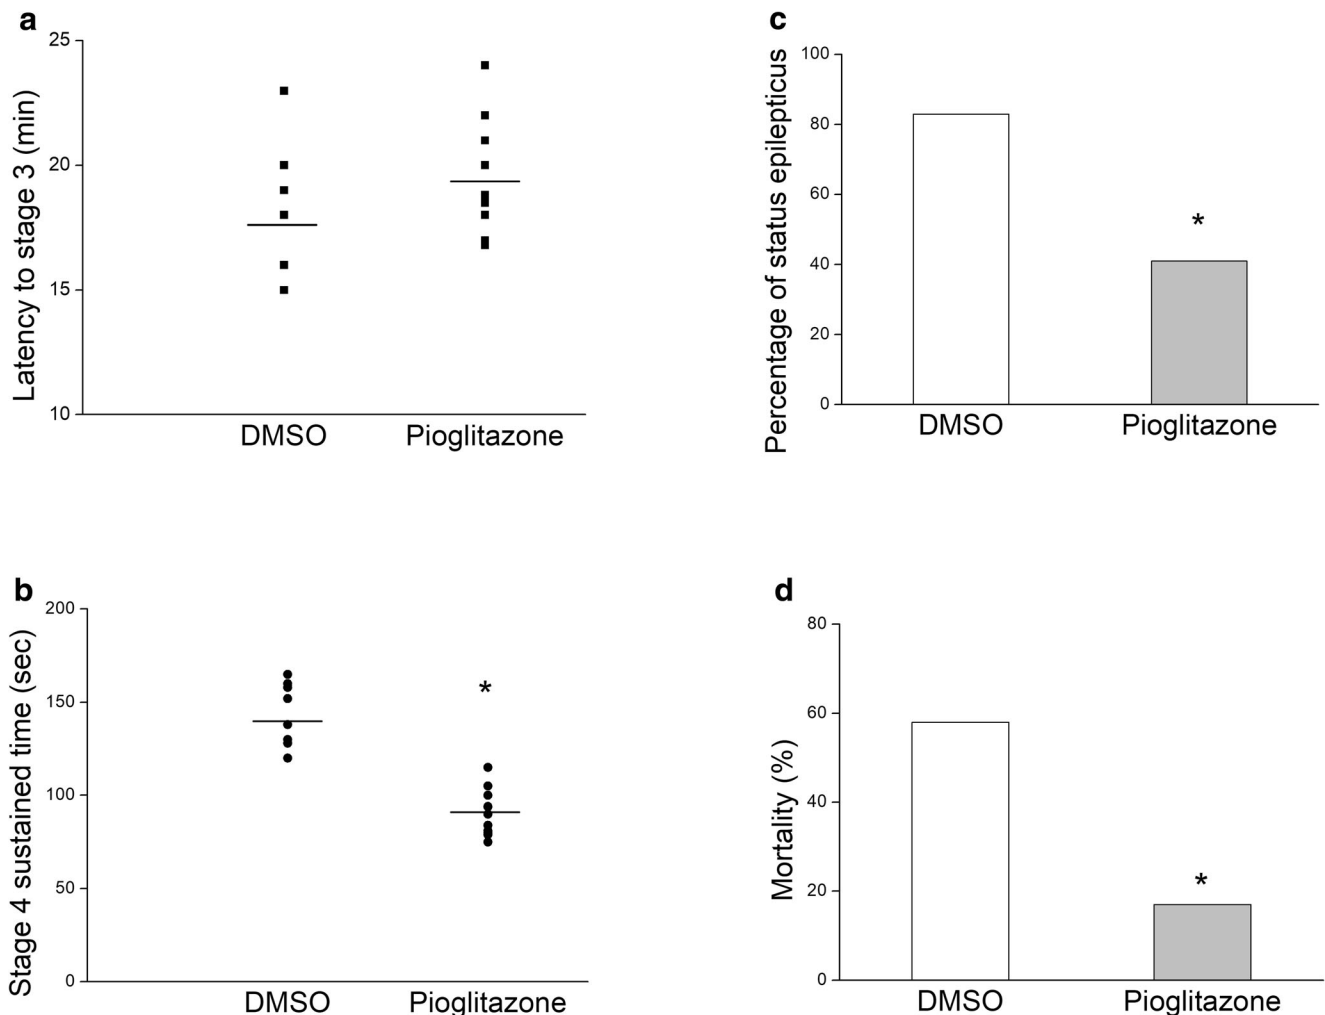 a
Latency to stage 3 (min)
25
20
15
10
DMSO Pioglitazone
c
Percentage of status epilepticus
100
80
60
40
20
0
*
DMSO Pioglitazone
b
Stage 4 sustained time (sec)
200
150
100
50
0
*
DMSO Pioglitazone
d
Mortality (%)
80
60
40
20
0
*
DMSO Pioglitazone